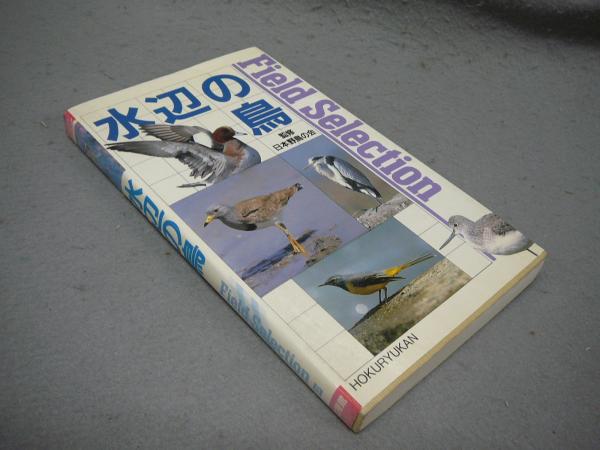 Field Selection
水辺の
鳥
監修
日本野鳥の会
HOKURYUKAN
水辺の鳥
Field Selection